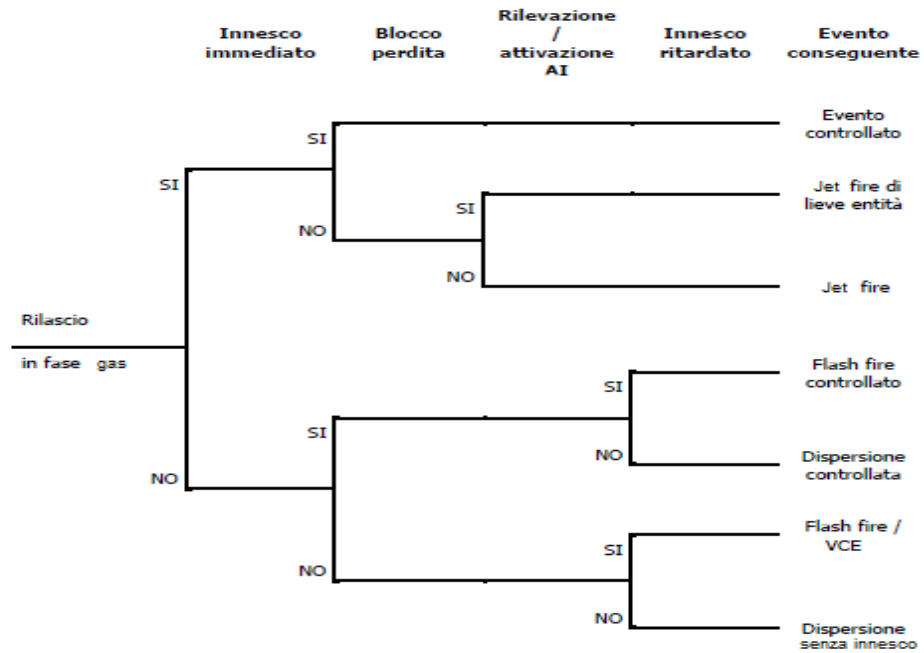 Innesco
immediato
Blocco
perdita
Rilevazione
/
attivazione
AI
Innesco
ritardato
Evento
conseguente
Evento
controllato
SI
SI
Jet fire di
lieve entità
SI
NO
NO
Jet fire
Rilascio
in fase gas
Flash fire
controllato
SI
SI
NO
Dispersione
controllata
NO
Flash fire /
VCE
SI
NO
NO
Dispersione
senza innesco